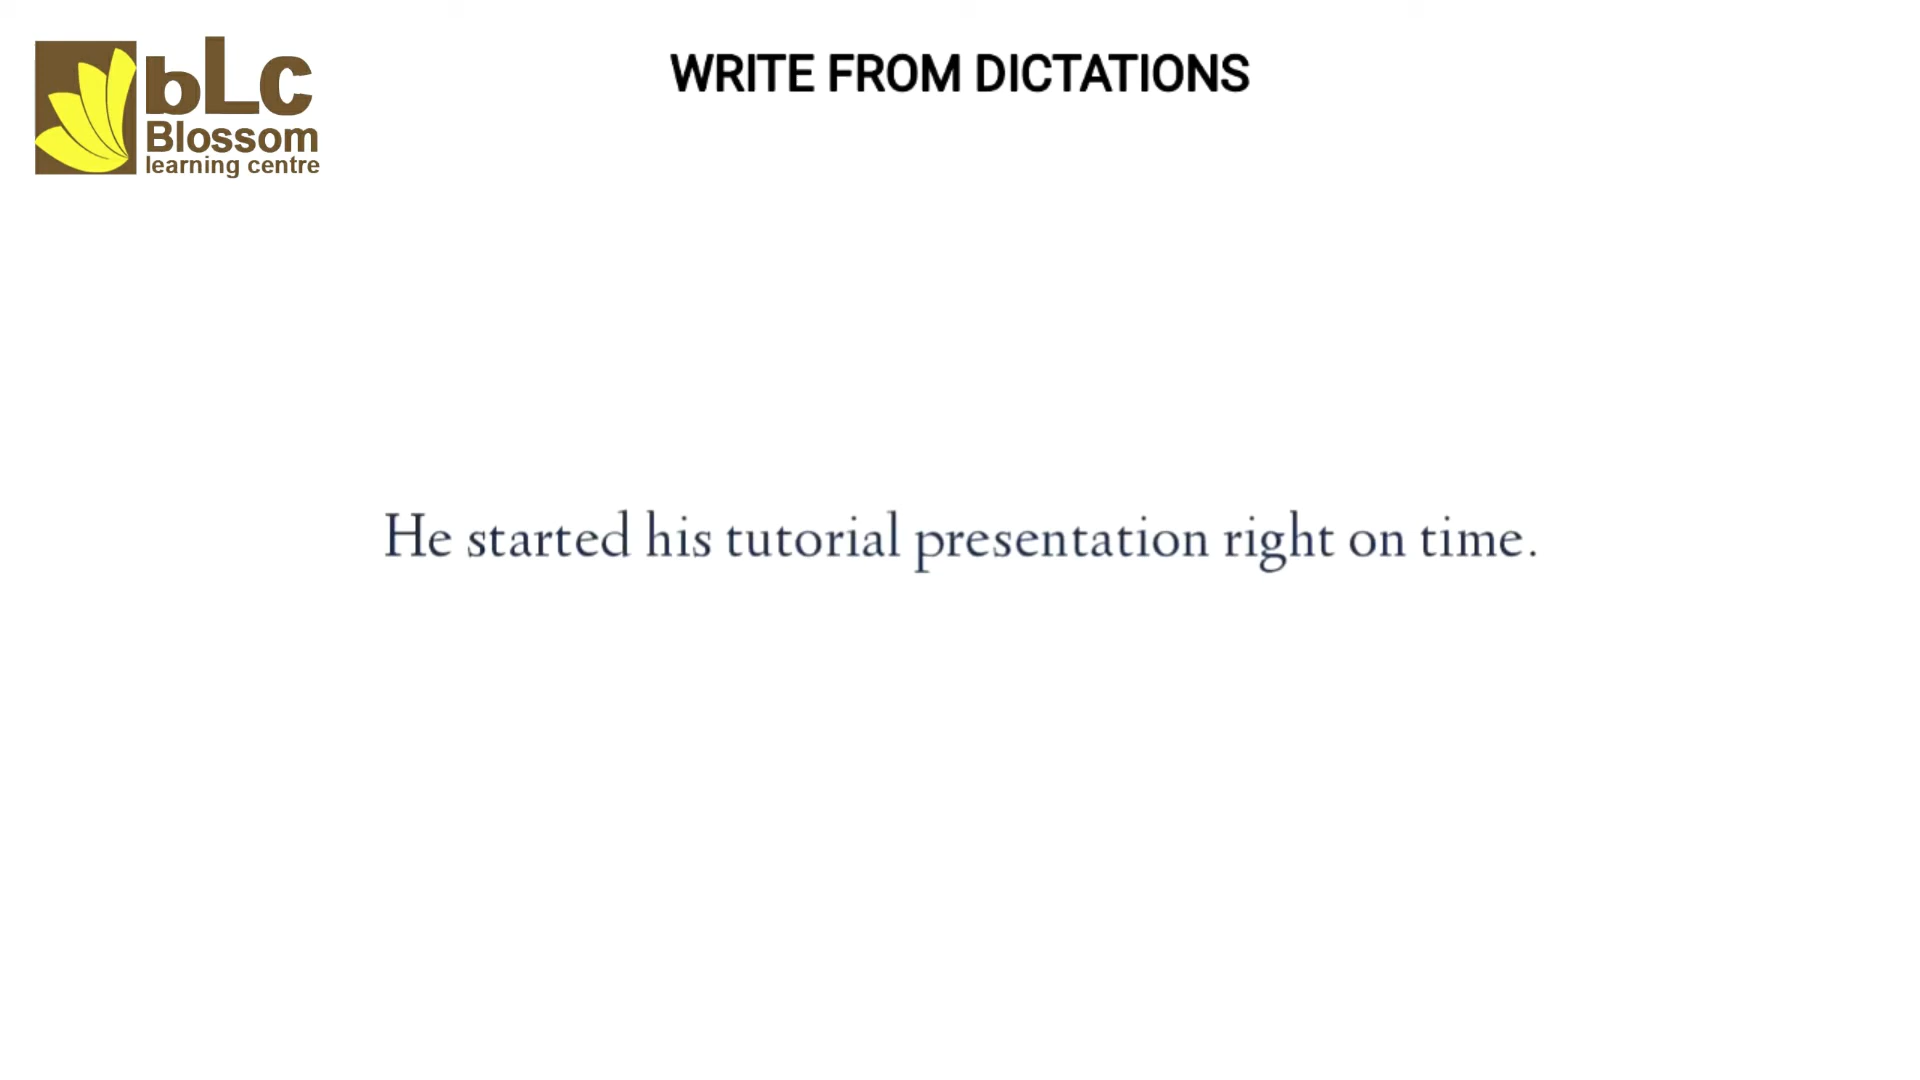 bLc
Blossom
learning centre
WRITE FROM DICTATIONS
He started his tutorial presentation right on time.